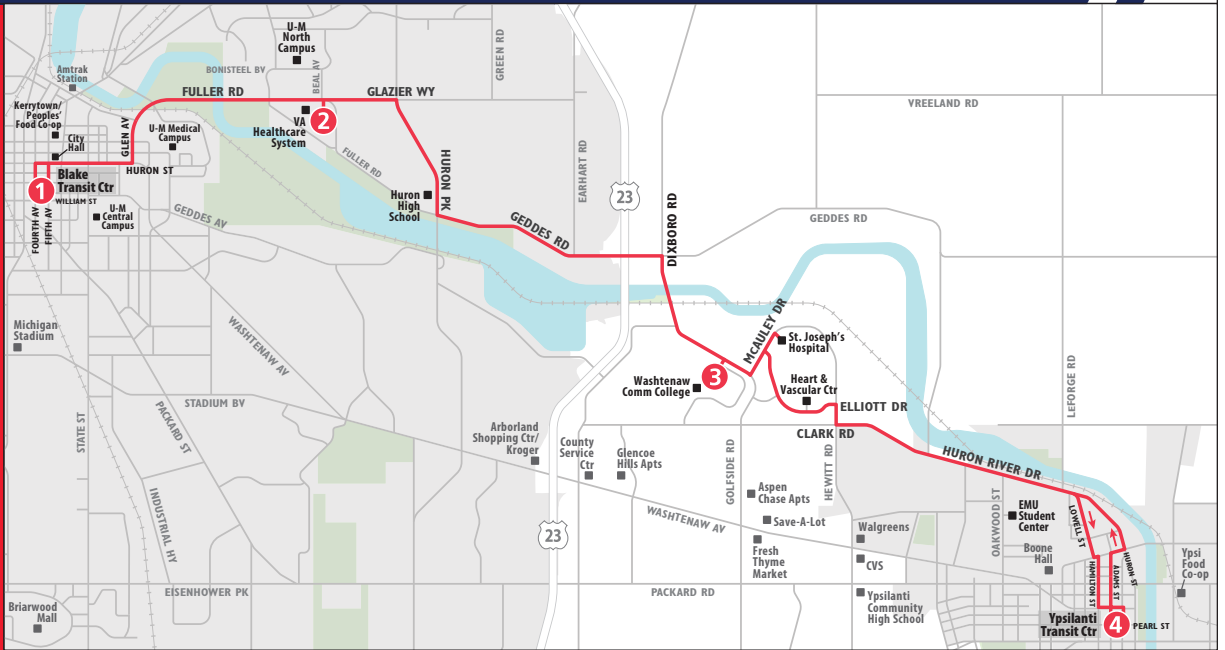 U-M
North
Campus
Amtrak
Station
BONISTEEL BV
BEAL AV
GREEN RD
FULLER RD
GLAZIER WY
VREELAND RD
Kerrytown/
Peoples'
Food Co-op
City
Hall
GLEN AV
U-M Medical
Campus
VA
Healthcare
System
2
FULLER RD
HURON PK
EARHART RD
HURON ST
Blake
Transit Ctr
1
WILLIAM ST
U-M
Central
Campus
FOURTH AV
FIFTH AV
GEDDES AV
Huron
High
School
GEDDES RD
23
DIXBORO RD
GEDDES RD
Michigan
Stadium
WASHTENAW AV
MCAULEY DR
St. Joseph's
Hospital
Washtenaw
Comm College
3
Heart &
Vascular Ctr
ELLIOTT DR
CLARK RD
LEFORGE RD
STATE ST
STADIUM BV
PACKARD ST
Arborland
Shopping Ctr/
Kroger
County
Service
Ctr
Glencoe
Hills Apts
GOLFSIDE RD
HEWITT RD
HURON RIVER DR
INDUSTRIAL HY
23
WASHTENAW AV
Aspen
Chase Apts
Save-A-Lot
Fresh
Thyme
Market
Walgreens
CVS
Ypsilanti
Community
High School
OAKWOOD ST
EMU
Student
Center
Boone
Hall
LOWELL ST
HURON ST
HAMILTON ST
ADAMS ST
Ypsi
Food
Co-op
EISENHOWER PK
PACKARD RD
Briarwood
Mall
Ypsilanti
Transit Ctr
4
PEARL ST